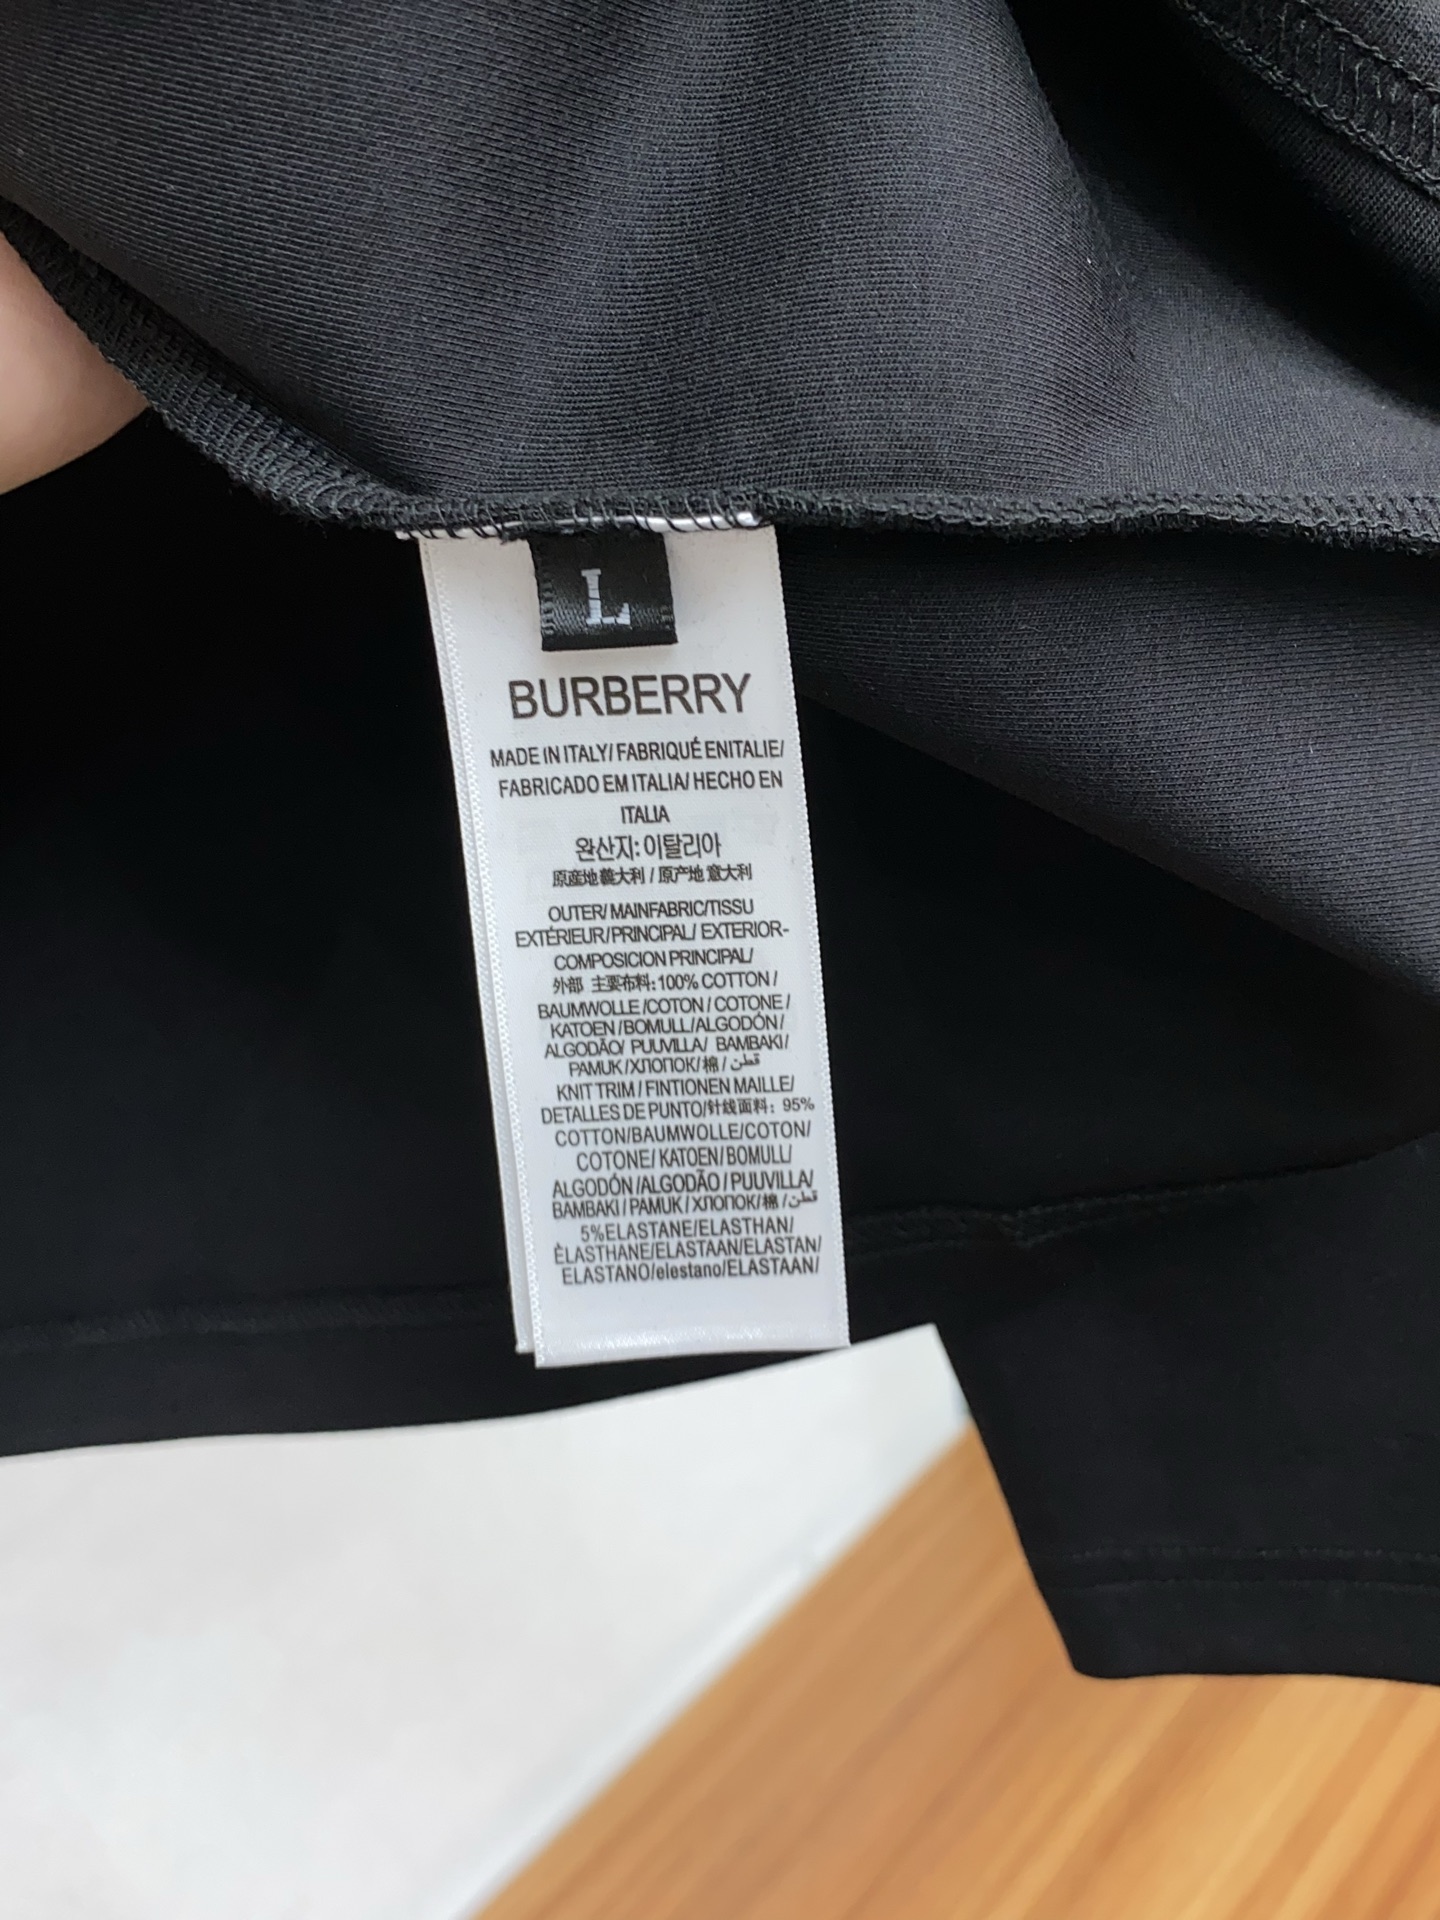 L
BURBERRY
MADE IN ITALY/ FABRIQUÉ ENITALIE/
FABRICADO EM ITALIA/ HECHO EN
ITALIA
완산지:이탈리아
原産地義大利 / 原产地 意大利
OUTER/ MAINFABRIC/TISSU
EXTÉRIEUR/PRINCIPAL/ EXTERIOR-
COMPOSICION PRINCIPAL/
外部 主要布料:100% COTTON /
BAUMWOLLE /COTON / COTONE /
KATOEN /BOMULL/ALGODÓN /
ALGODÃO/ PUUVILLA/ BAMBAKI/
PAMUK /ХЛОПОК/棉 / قطن
KNIT TRIM / FINTIONEN MAILLE/
DETALLES DE PUNTO/针线面料: 95%
COTTON/BAUMWOLLE/COTON/
COTONE/ KATOEN/BOMULL/
ALGODÓN /ALGODÃO / PUUVILLA/
BAMBAKI / PAMUK / ХЛОПОК/棉 / قطن
5%ELASTANE/ELASTHAN/
ÈLASTHANE/ELASTAAN/ELASTAN/
ELASTANO/elestano/ELASTAAN/